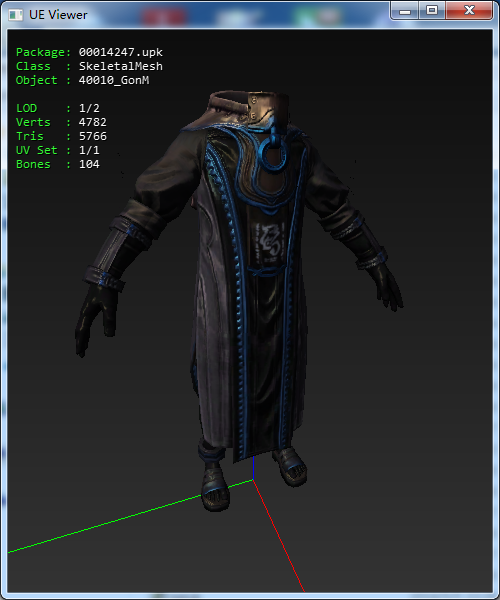 UE Viewer
Package: 00014247.upk
Class : SkeletalMesh
Object : 40010_GonM
LOD : 1/2
Verts : 4782
Tris : 5766
UV Set : 1/1
Bones : 104